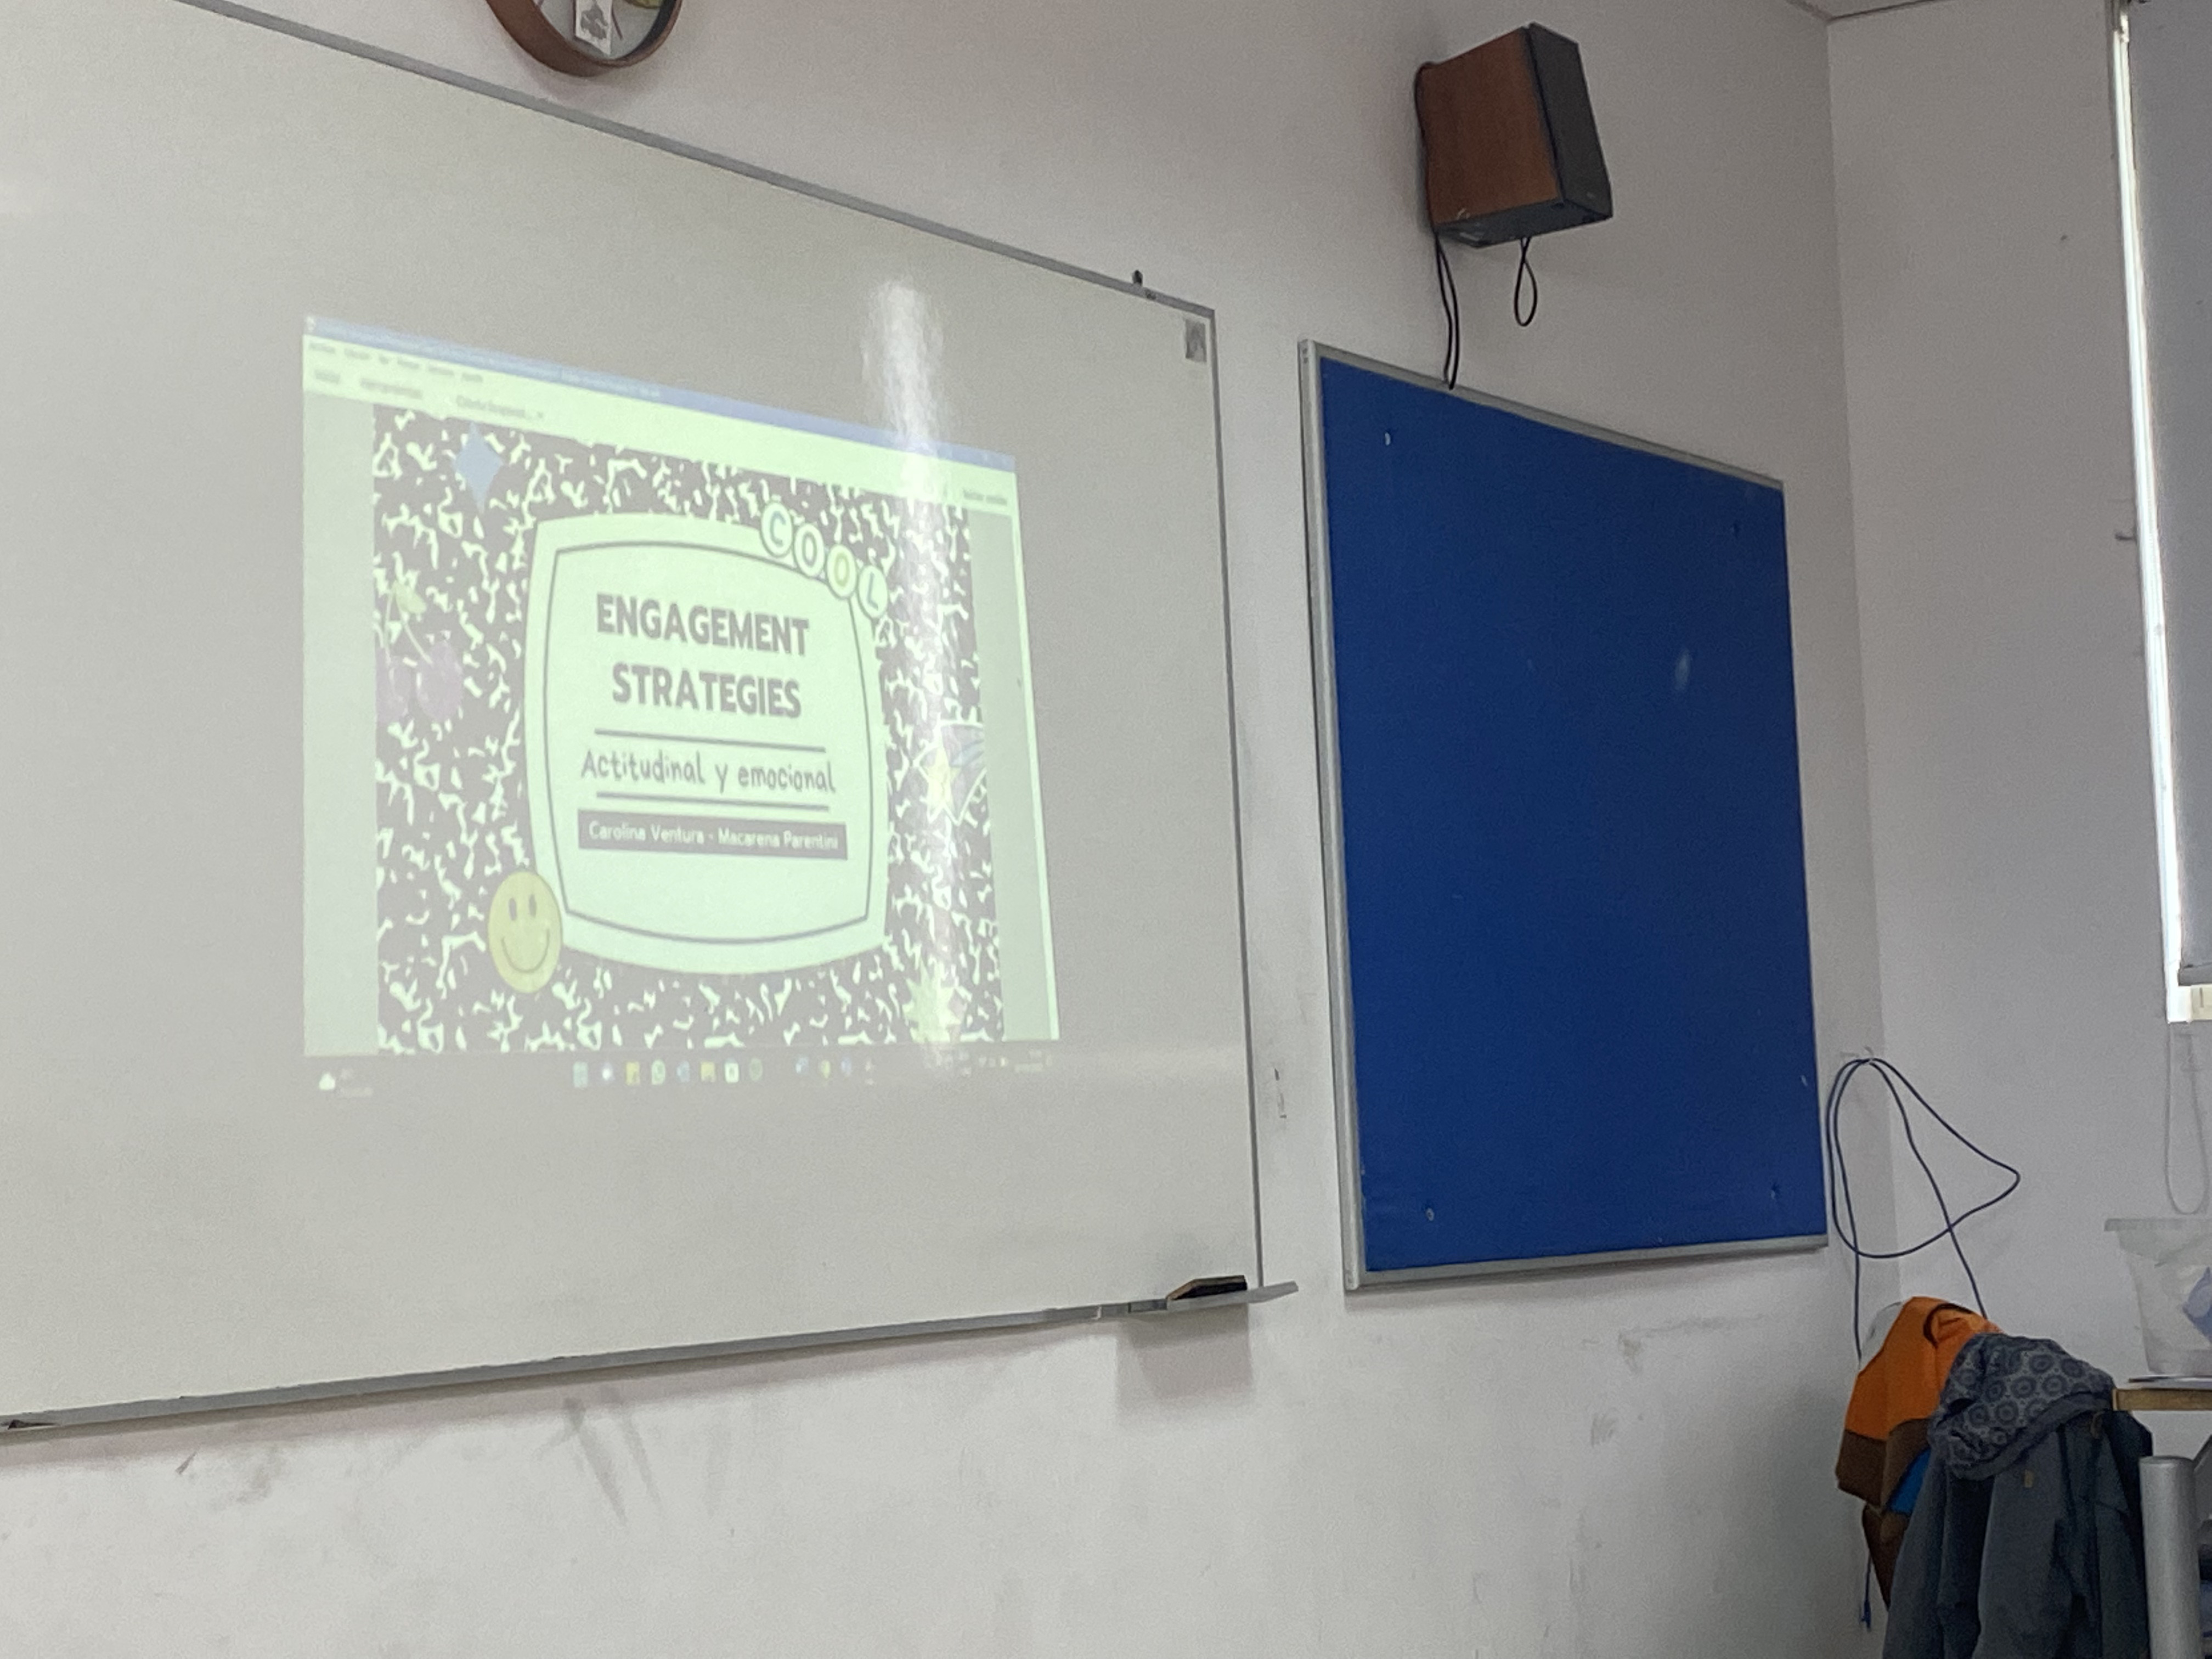 COOL
ENGAGEMENT
STRATEGIES
Actitudinal y emocional
Carolina Ventura - Macarena Parentini